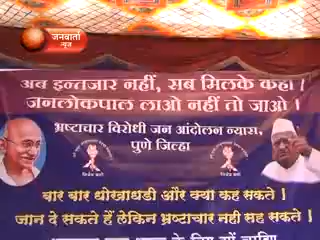 जनवार्ता
न्यूज
अब इन्तजार नहीं, सब मिलके कहा।
जनलोकपाल लाओ नहीं तो जाओ।
भ्रष्टाचार विरोधी जन आंदोलन न्यास,
पुणे जिल्हा
बार बार धोखाधडी और क्या कह सकते।
जान दे सकते हैं लेकिन भ्रष्टाचार नही सह सकते।